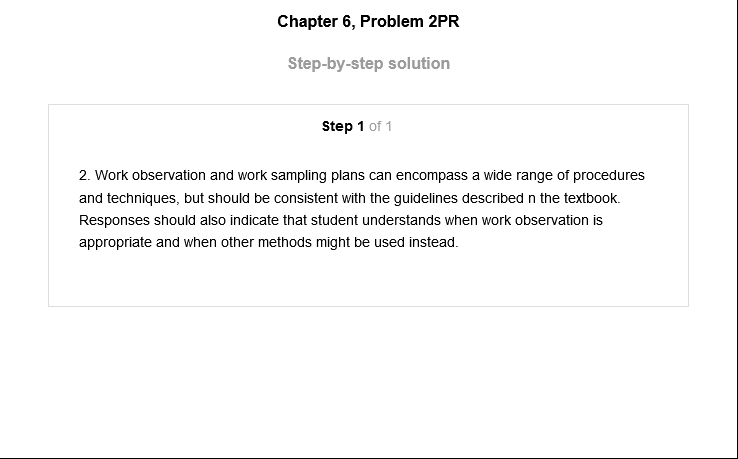 Chapter 6, Problem 2PR
Step-by-step solution
Step 1 of 1
2. Work observation and work sampling plans can encompass a wide range of procedures
and techniques, but should be consistent with the guidelines described n the textbook.
Responses should also indicate that student understands when work observation is
appropriate and when other methods might be used instead.